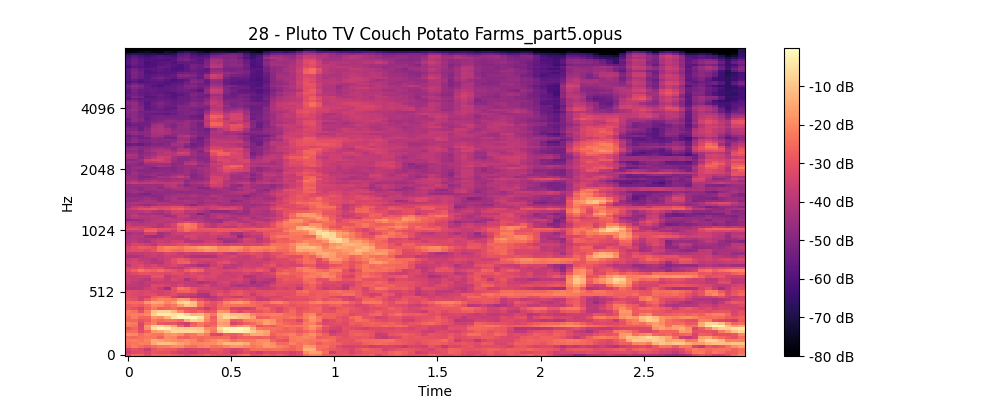 28 - Pluto TV Couch Potato Farms_part5.opus
Hz
4096
2048
1024
512
0
0
0.5
1
1.5
2
2.5
Time
-10 dB
-20 dB
-30 dB
-40 dB
-50 dB
-60 dB
-70 dB
-80 dB